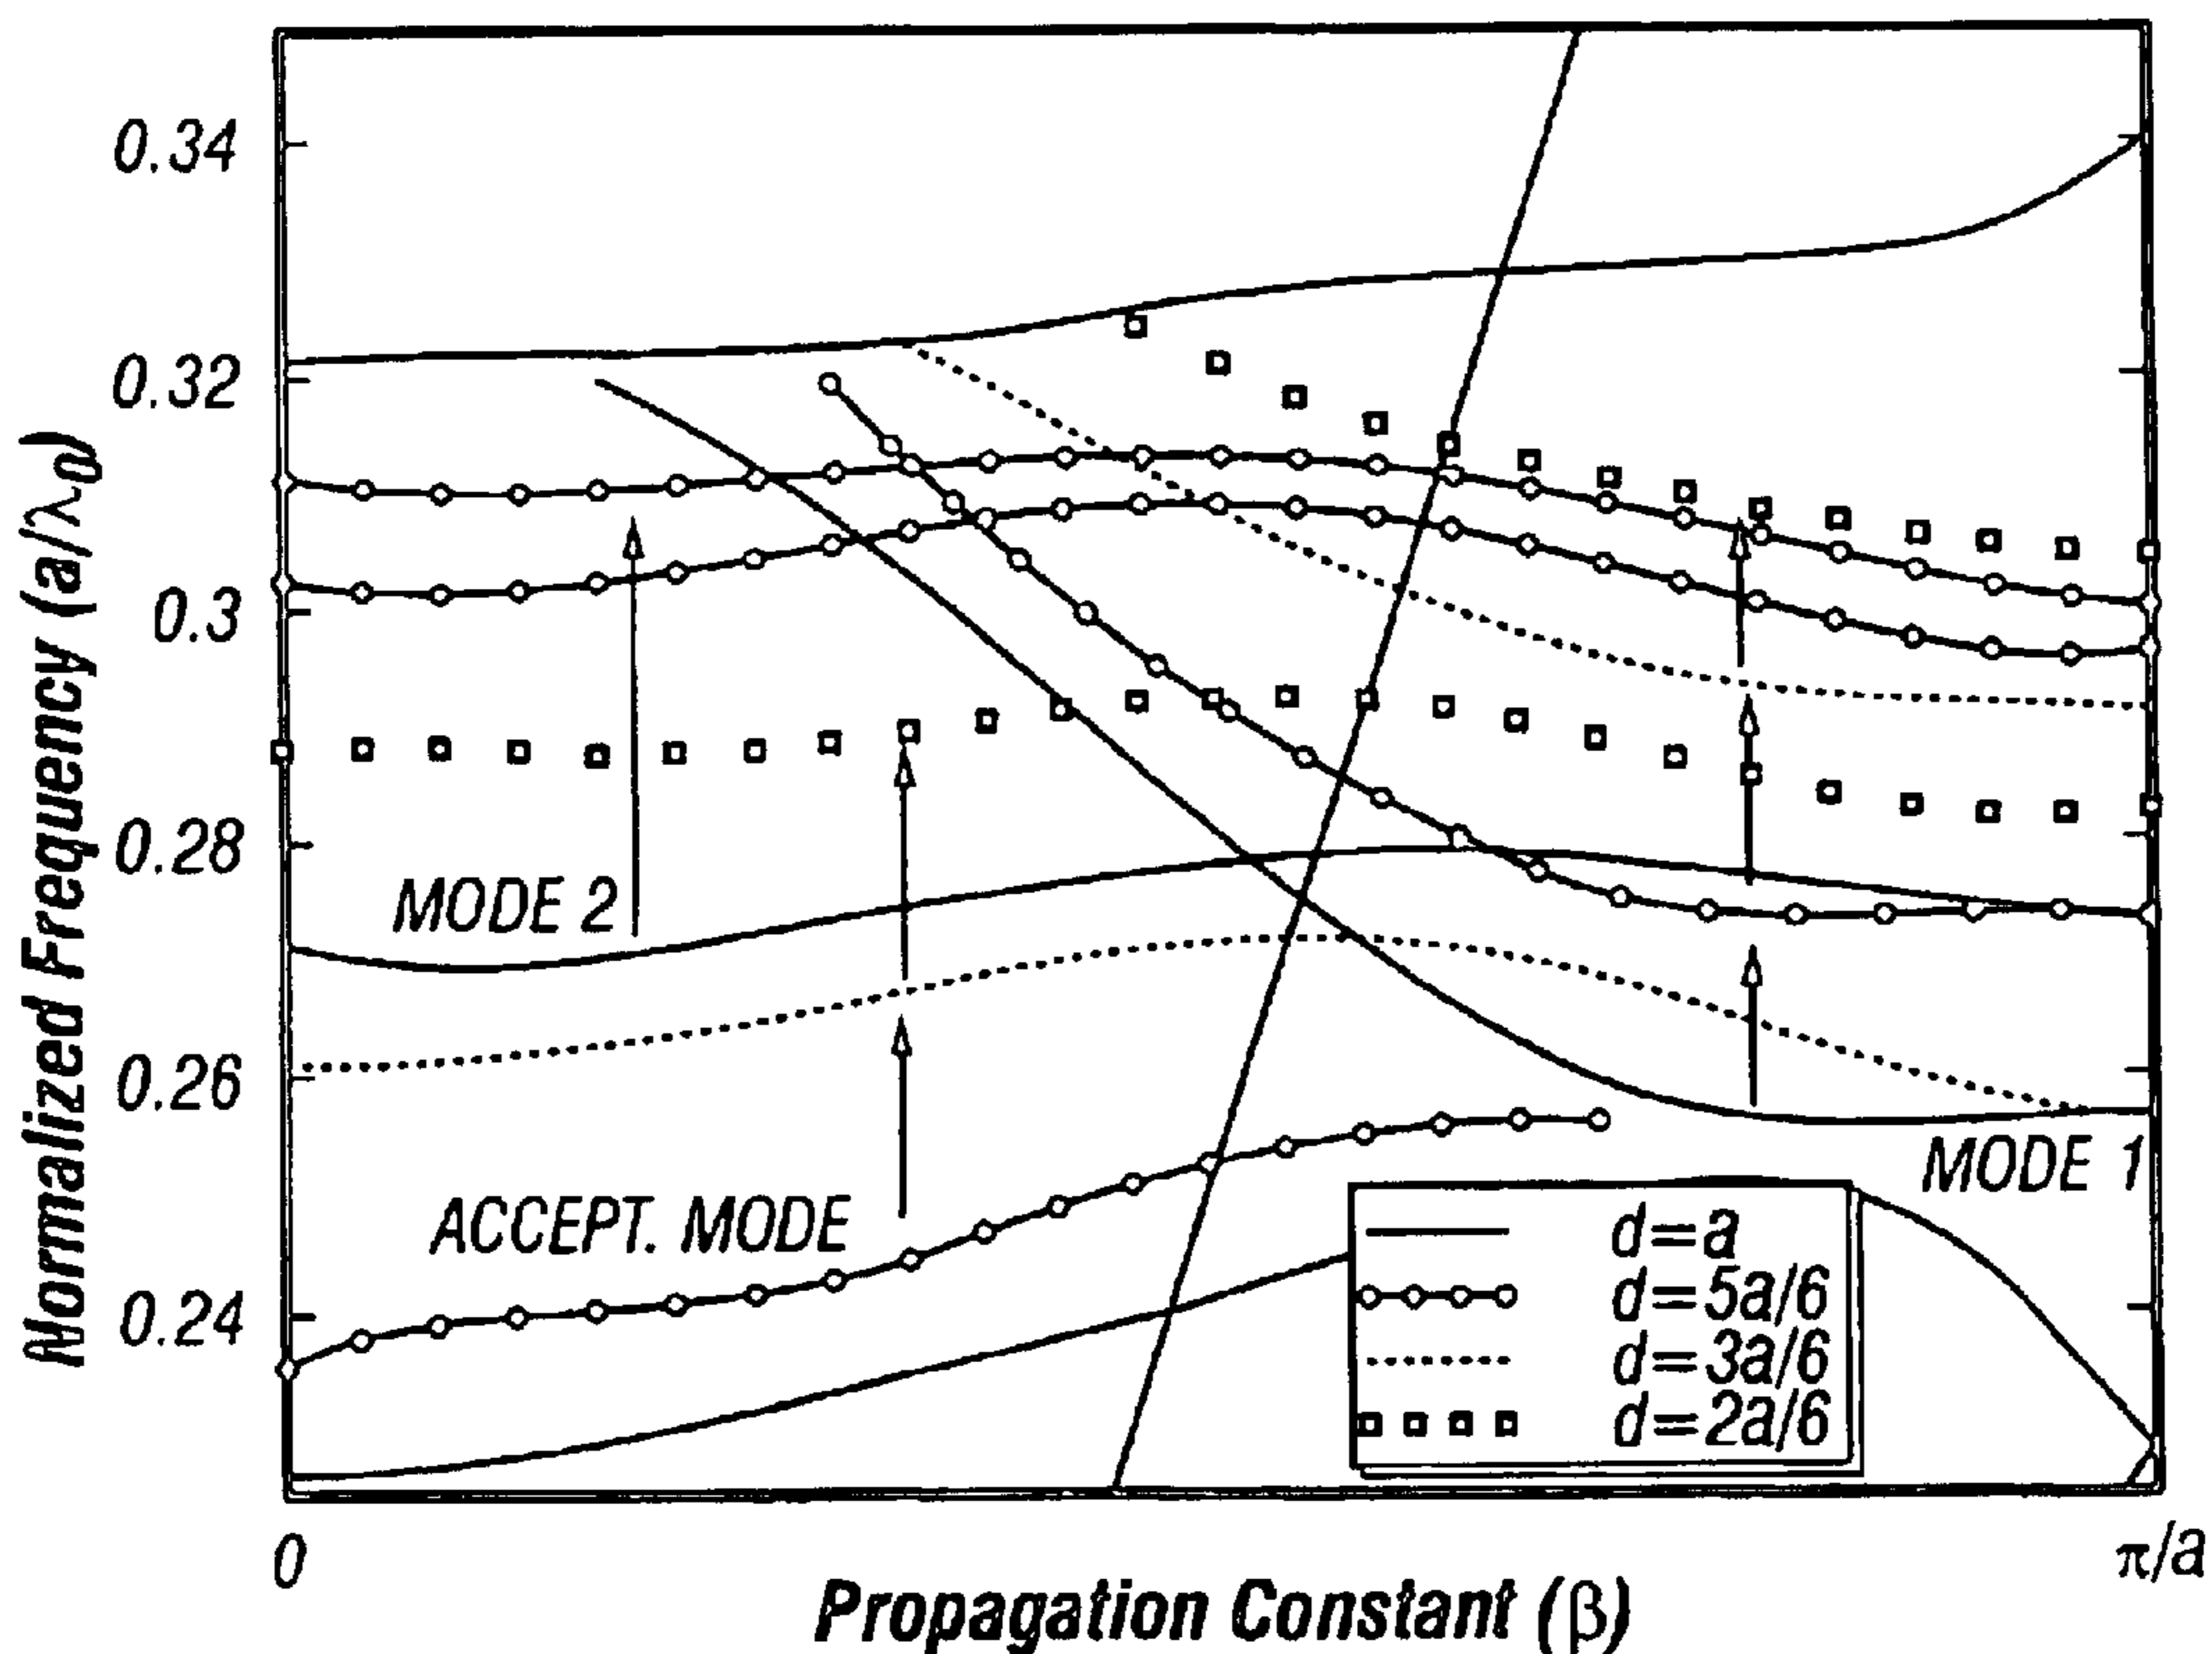 Normalized Frequency (a/λ0)
0.34
0.32
0.3
0.28
0.26
0.24
MODE 2
ACCEPT. MODE
MODE 1
d=a
d=5a/6
d=3a/6
d=2a/6
0
π/a
Propagation Constant (β)